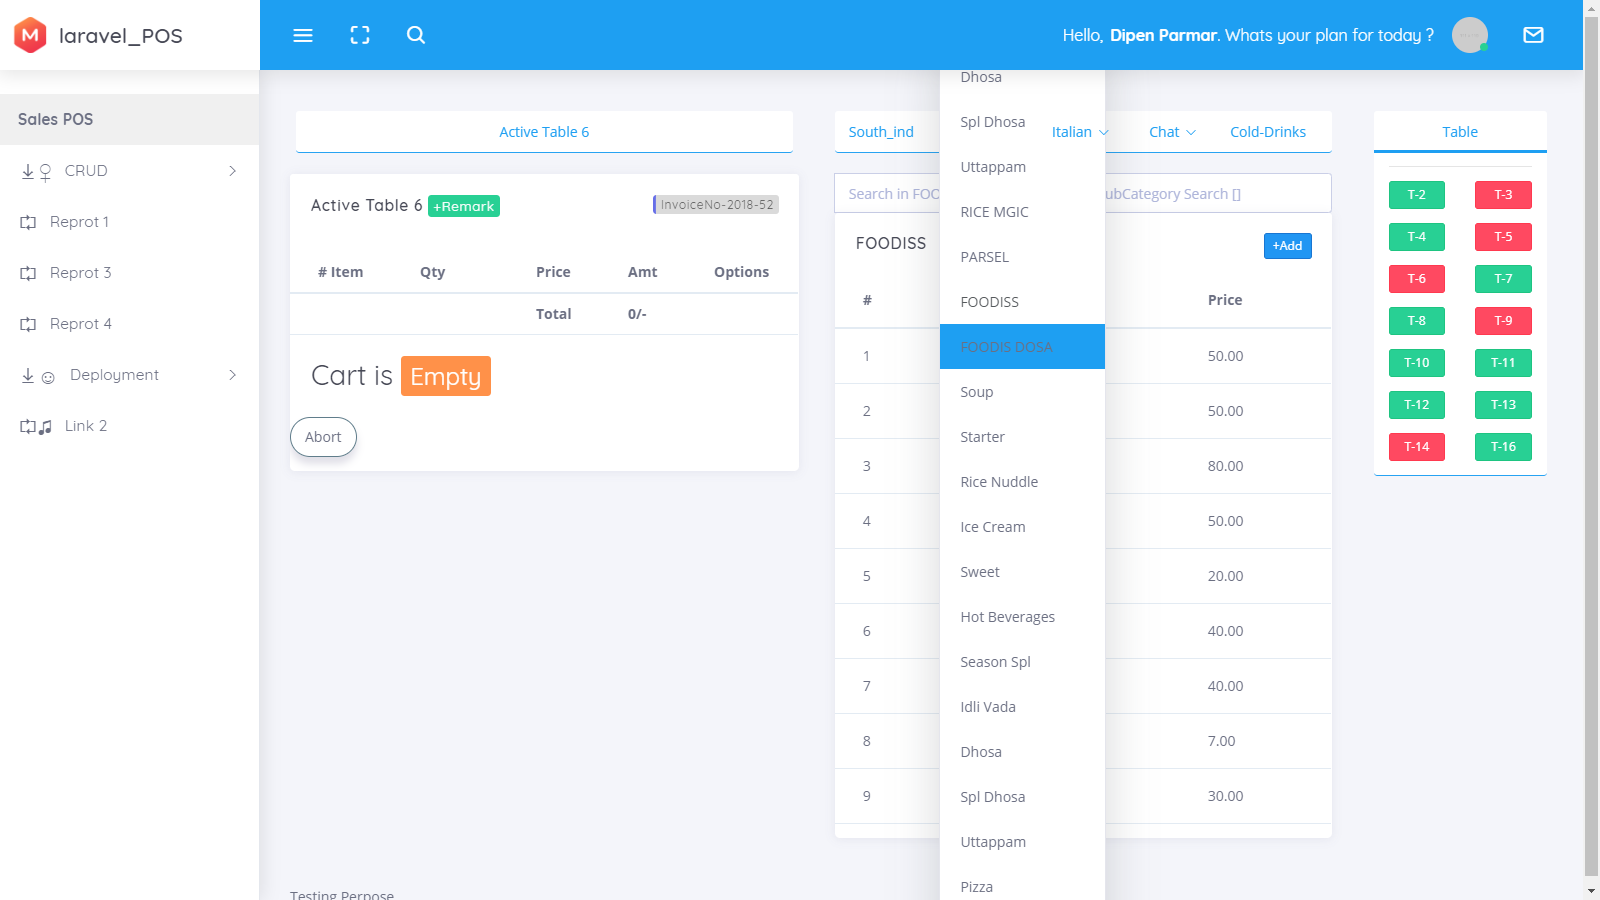 laravel_POS
Hello, Dipen Parmar. Whats your plan for today ?
Sales POS
CRUD
Reprot 1
Reprot 3
Reprot 4
Deployment
Link 2
Active Table 6
Active Table 6 +Remark InvoiceNo-2018-52
# Item Qty Price Amt Options
Total 0/-
Cart is Empty
Abort
Testing Perpose
South_ind Italian Chat Cold-Drinks
Search in FOO
ubCategory Search []
FOODISS +Add
# Price
1 50.00
2 50.00
3 80.00
4 50.00
5 20.00
6 40.00
7 40.00
8 7.00
9 30.00
Dhosa
Spl Dhosa
Uttappam
RICE MGIC
PARSEL
FOODISS
FOODIS DOSA
Soup
Starter
Rice Nuddle
Ice Cream
Sweet
Hot Beverages
Season Spl
Idli Vada
Dhosa
Spl Dhosa
Uttappam
Pizza
Table
T-2 T-3
T-4 T-5
T-6 T-7
T-8 T-9
T-10 T-11
T-12 T-13
T-14 T-16